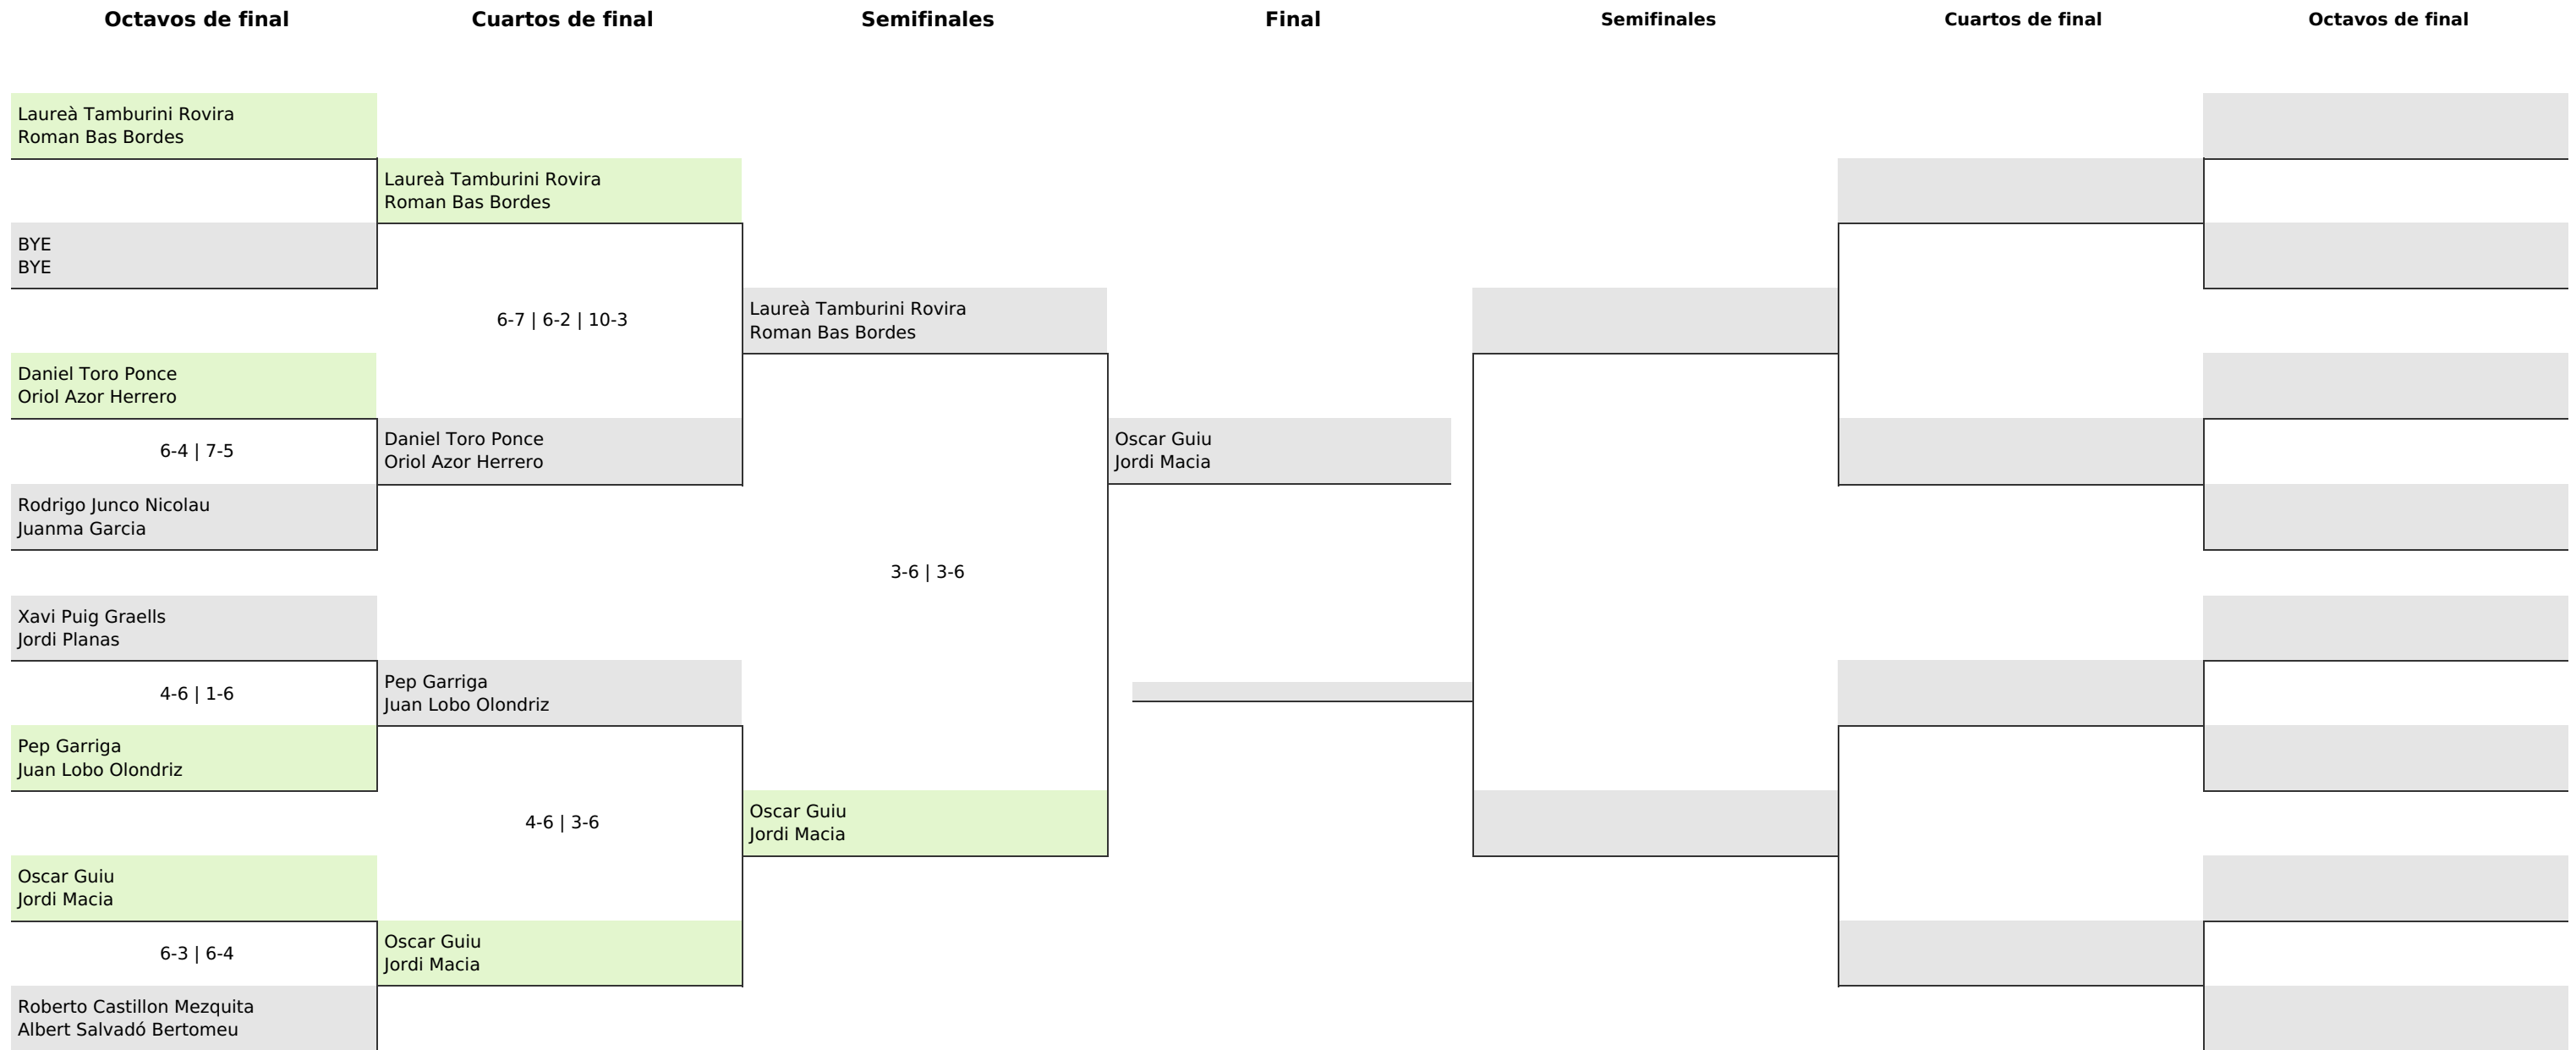 Octavos de final
Cuartos de final
Semifinales
Final
Semifinales
Cuartos de final
Octavos de final
Laureà Tamburini Rovira
Roman Bas Bordes
BYE
BYE
Daniel Toro Ponce
Oriol Azor Herrero
6-4 | 7-5
Rodrigo Junco Nicolau
Juanma Garcia
Xavi Puig Graells
Jordi Planas
4-6 | 1-6
Pep Garriga
Juan Lobo Olondriz
Oscar Guiu
Jordi Macia
6-3 | 6-4
Roberto Castillon Mezquita
Albert Salvadó Bertomeu
Laureà Tamburini Rovira
Roman Bas Bordes
6-7 | 6-2 | 10-3
Daniel Toro Ponce
Oriol Azor Herrero
Pep Garriga
Juan Lobo Olondriz
4-6 | 3-6
Oscar Guiu
Jordi Macia
Laureà Tamburini Rovira
Roman Bas Bordes
3-6 | 3-6
Oscar Guiu
Jordi Macia
Oscar Guiu
Jordi Macia